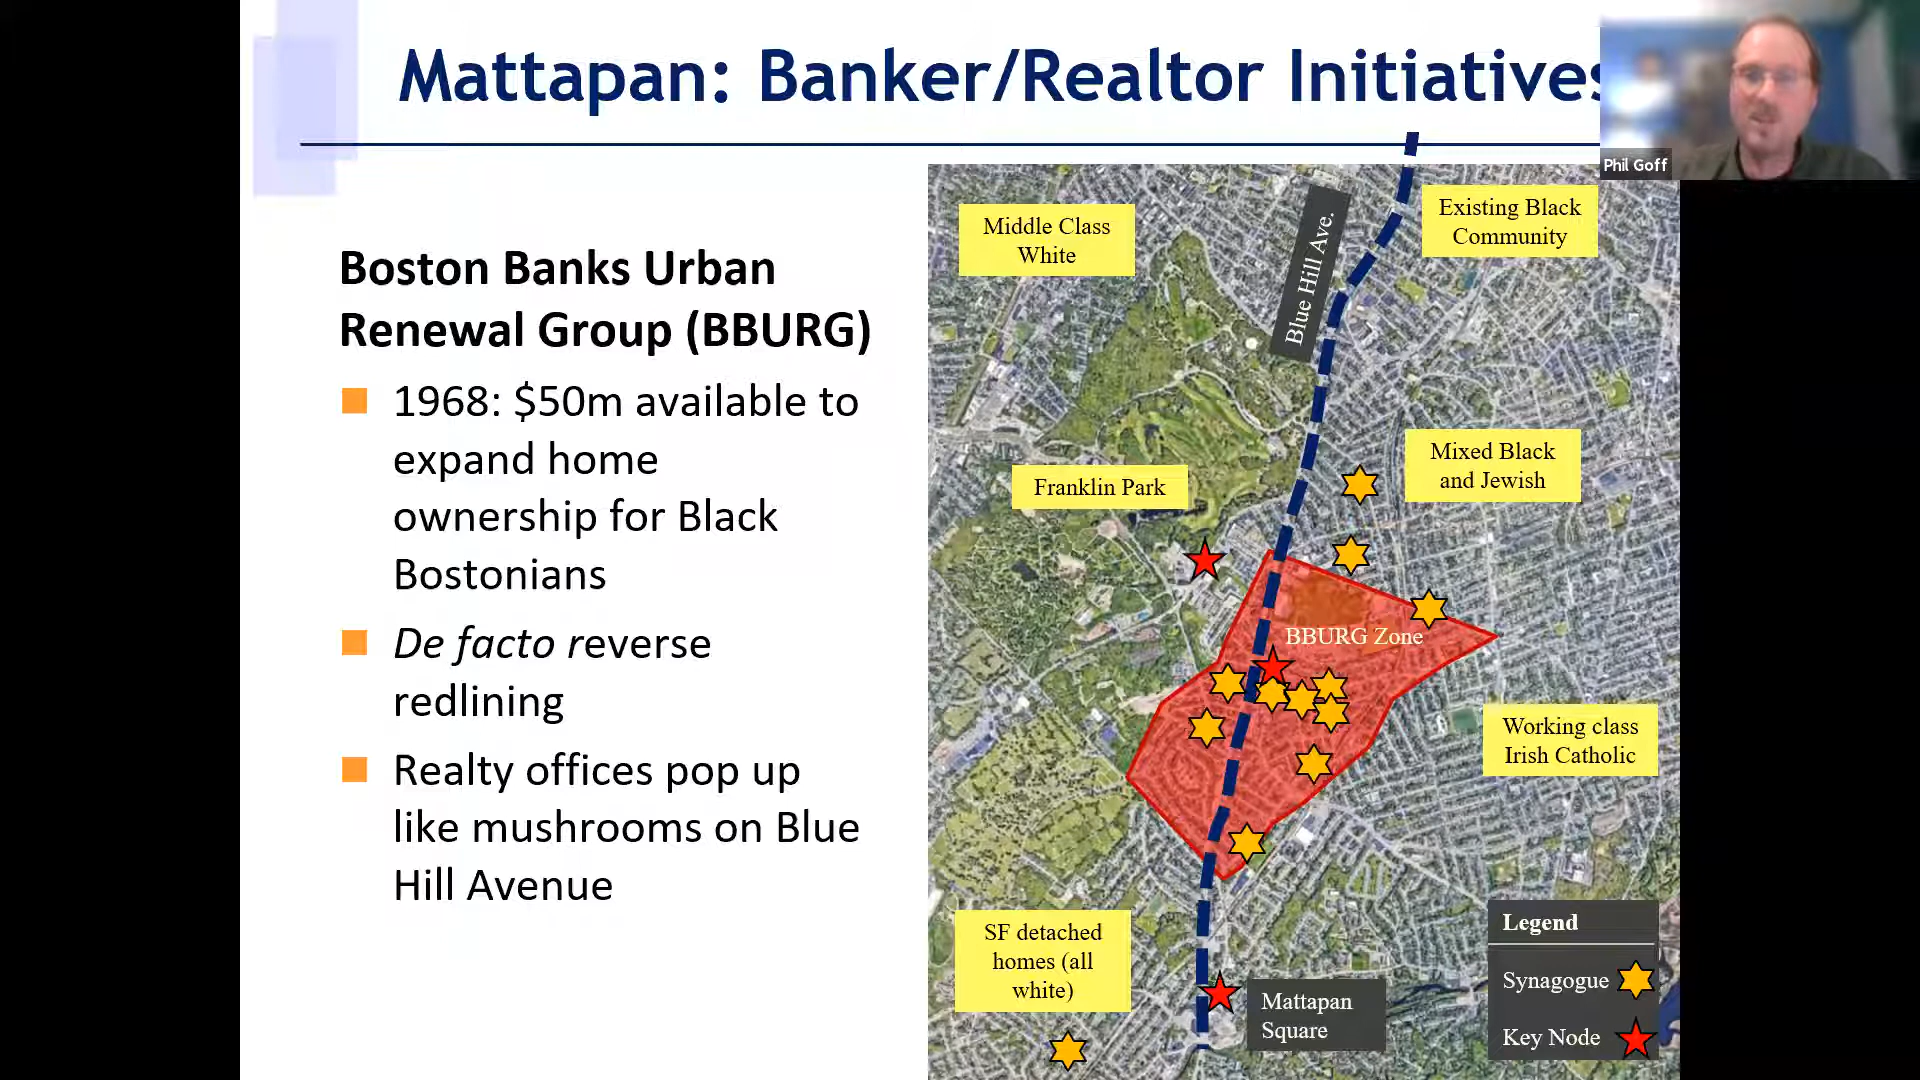 Mattapan: Banker/Realtor Initiatives
Phil Goff
Boston Banks Urban
Renewal Group (BBURG)
1968: $50m available to
expand home
ownership for Black
Bostonians
De facto reverse
redlining
Realty offices pop up
like mushrooms on Blue
Hill Avenue
Middle Class
White
Blue Hill Ave.
Existing Black
Community
Franklin Park
Mixed Black
and Jewish
BBURG Zone
Working class
Irish Catholic
SF detached
homes (all
white)
Mattapan
Square
Legend
Synagogue
Key Node